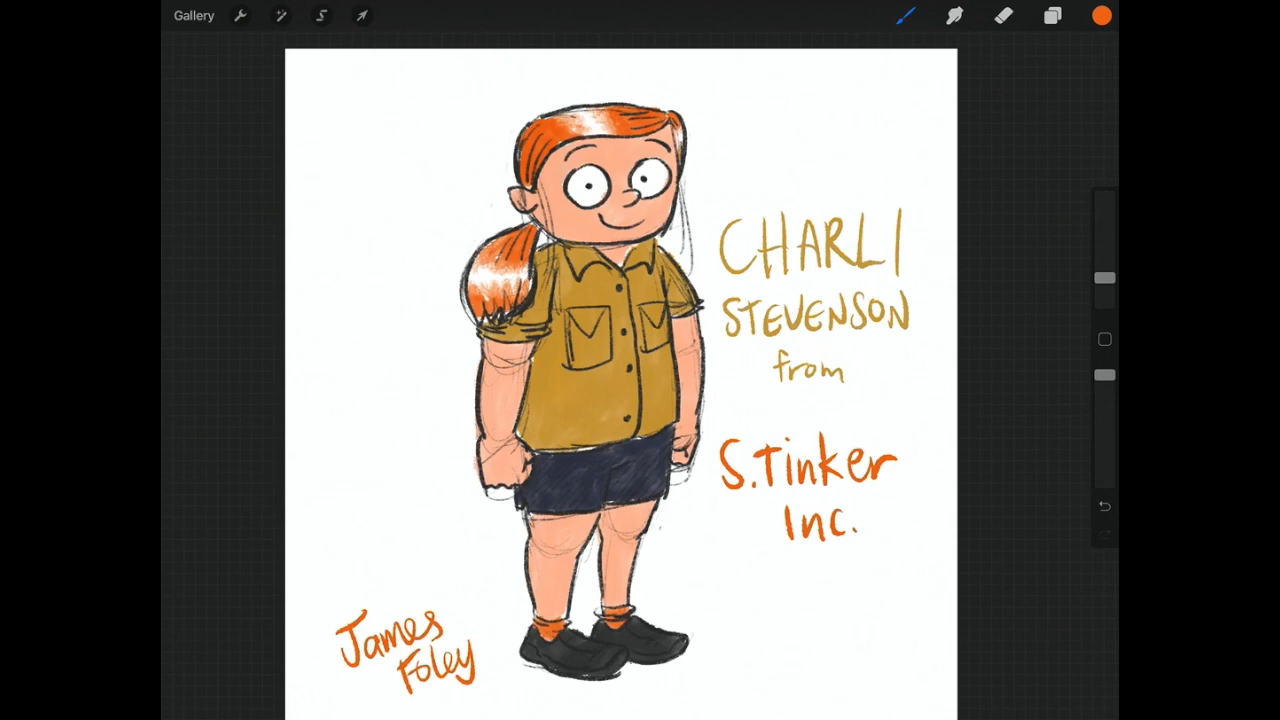 Gallery
CHARLI
STEVENSON
from
S.Tinker
Inc.
James
Foley